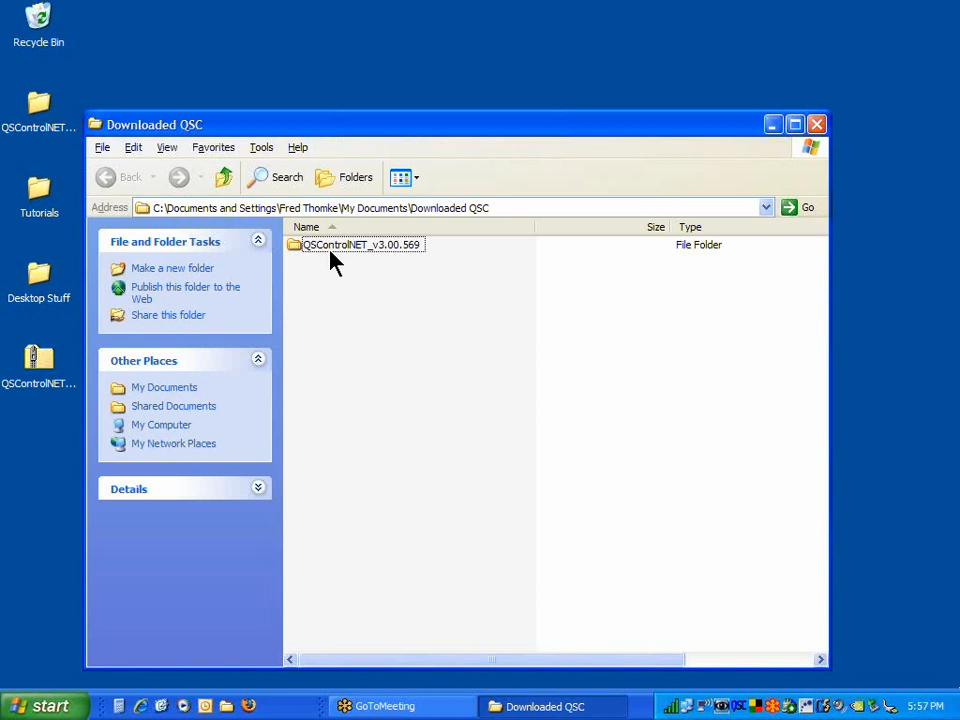 Recycle Bin
QSControlNET...
Tutorials
Desktop Stuff
QSControlNET...
Downloaded QSC
File Edit View Favorites Tools Help
Back Search Folders
Address C:\Documents and Settings\Fred Thomke\My Documents\Downloaded QSC Go
File and Folder Tasks
Make a new folder
Publish this folder to the
Web
Share this folder
Other Places
My Documents
Shared Documents
My Computer
My Network Places
Details
Name Size Type
QSControlNET_v3.00.569 File Folder
start GoToMeeting Downloaded QSC QSC 5:57 PM